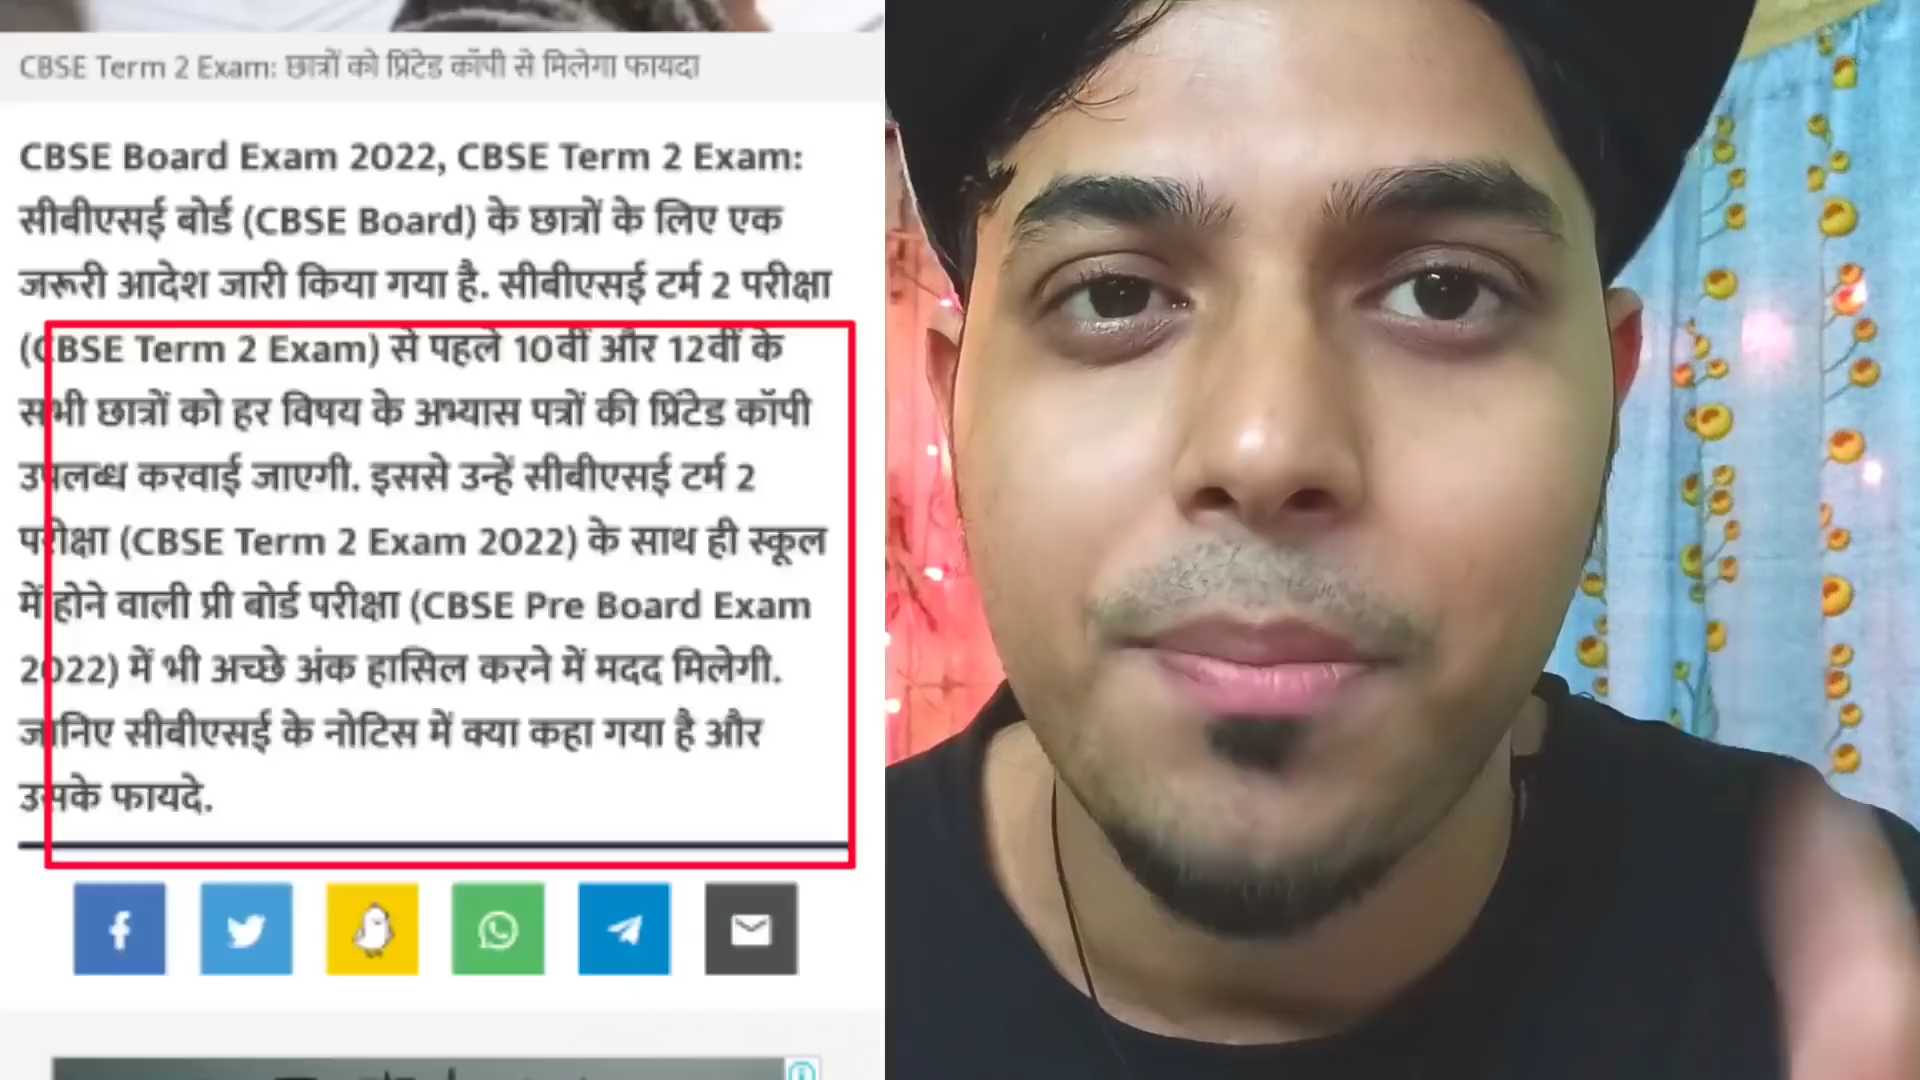 CBSE Term 2 Exam: छात्रों को प्रिंटेड कॉपी से मिलेगा फायदा
CBSE Board Exam 2022, CBSE Term 2 Exam:
सीबीएसई बोर्ड (CBSE Board) के छात्रों के लिए एक
जरूरी आदेश जारी किया गया है. सीबीएसई टर्म 2 परीक्षा
(CBSE Term 2 Exam) से पहले 10वीं और 12वीं के
सभी छात्रों को हर विषय के अभ्यास पत्रों की प्रिंटेड कॉपी
उपलब्ध करवाई जाएगी. इससे उन्हें सीबीएसई टर्म 2
परीक्षा (CBSE Term 2 Exam 2022) के साथ ही स्कूल
में होने वाली प्री बोर्ड परीक्षा (CBSE Pre Board Exam
2022) में भी अच्छे अंक हासिल करने में मदद मिलेगी.
जानिए सीबीएसई के नोटिस में क्या कहा गया है और
उसके फायदे.